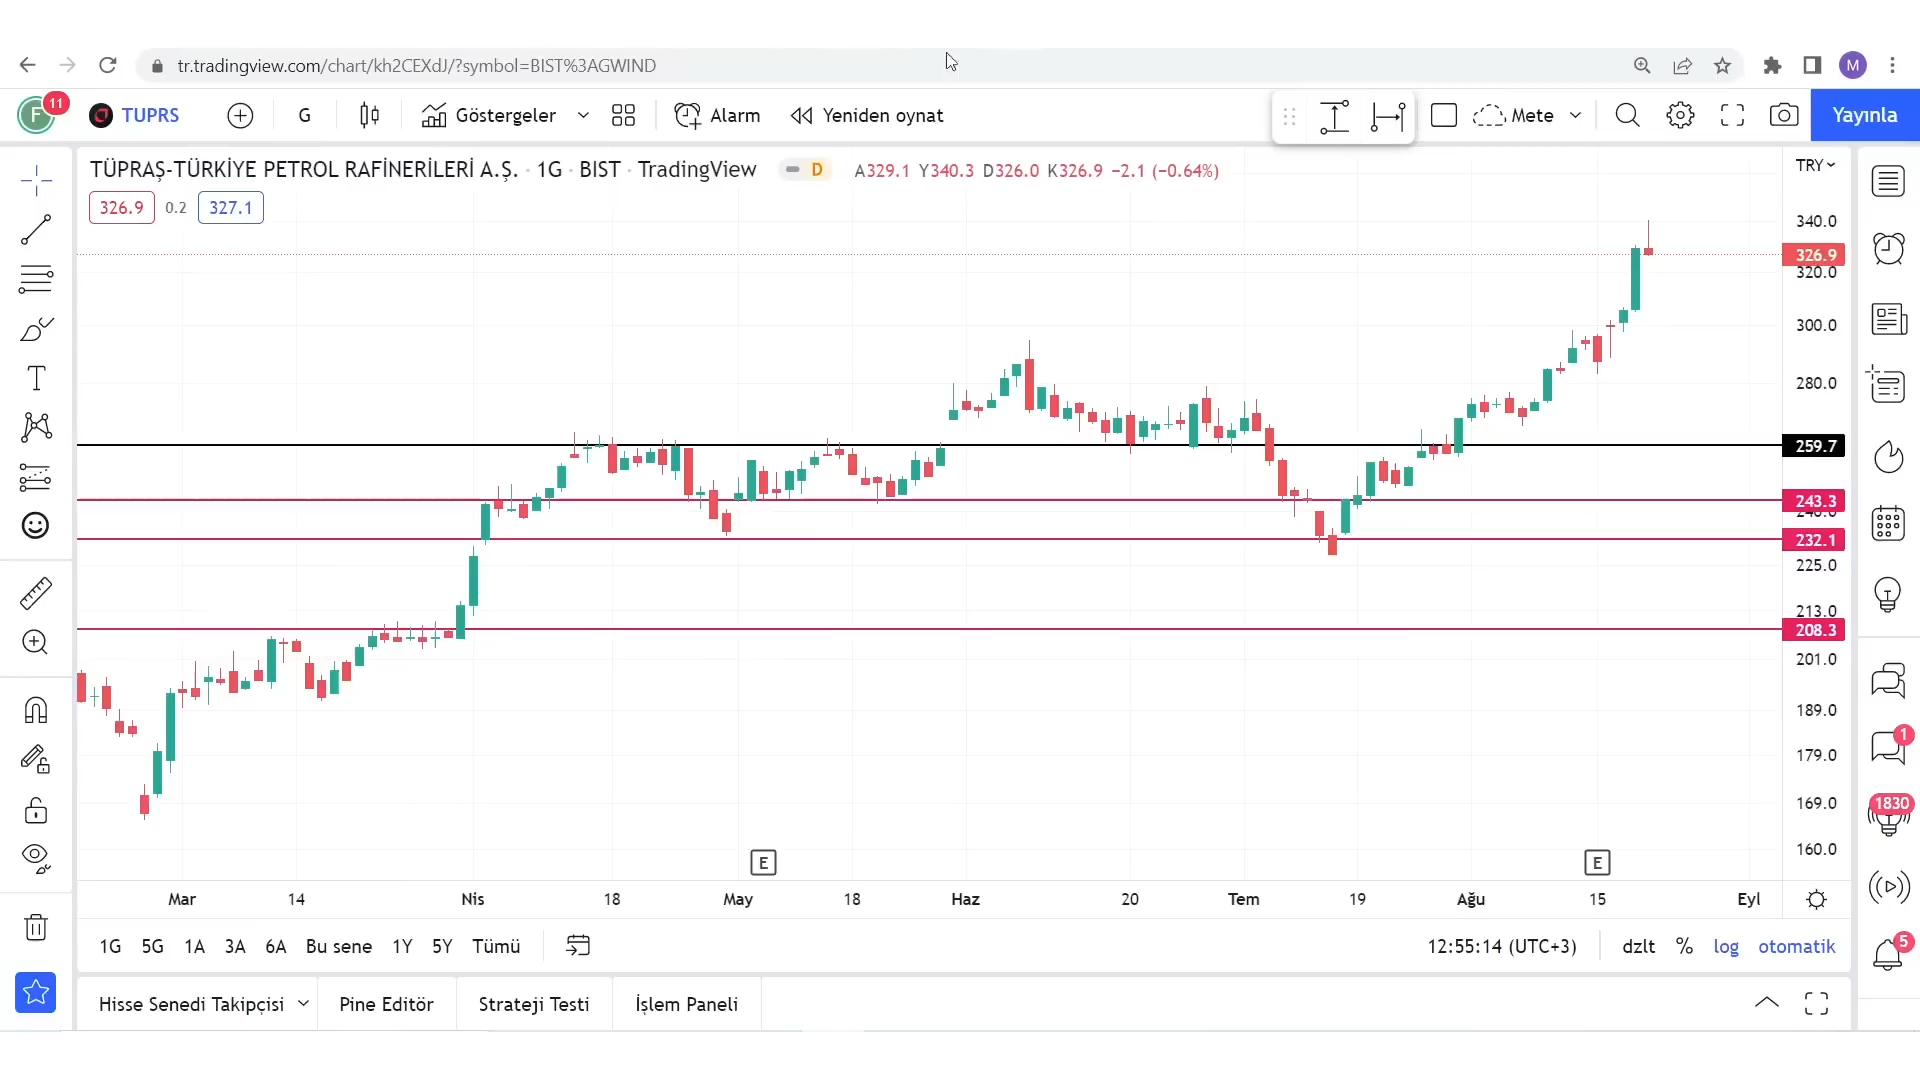 tr.tradingview.com/chart/kh2CEXdJ/?symbol=BIST%3AGWIND
M
F 11 TUPRS G Göstergeler Alarm Yeniden oynat Mete Yayınla
TÜPRAŞ-TÜRKİYE PETROL RAFİNERİLERİ A.Ş. · 1G · BIST · TradingView D A329.1 Y340.3 D326.0 K326.9 −2.1 (−0.64%)
TRY
326.9 0.2 327.1
340.0
326.9
320.0
300.0
280.0
259.7
243.3
240.0
232.1
225.0
213.0
208.3
201.0
189.0
179.0
169.0
160.0
T
1
1830
5
E E
Mar 14 Nis 18 May 18 Haz 20 Tem 19 Ağu 15 Eyl
1G 5G 1A 3A 6A Bu sene 1Y 5Y Tümü 12:55:14 (UTC+3) dzlt % log otomatik
Hisse Senedi Takipçisi Pine Editör Strateji Testi İşlem Paneli